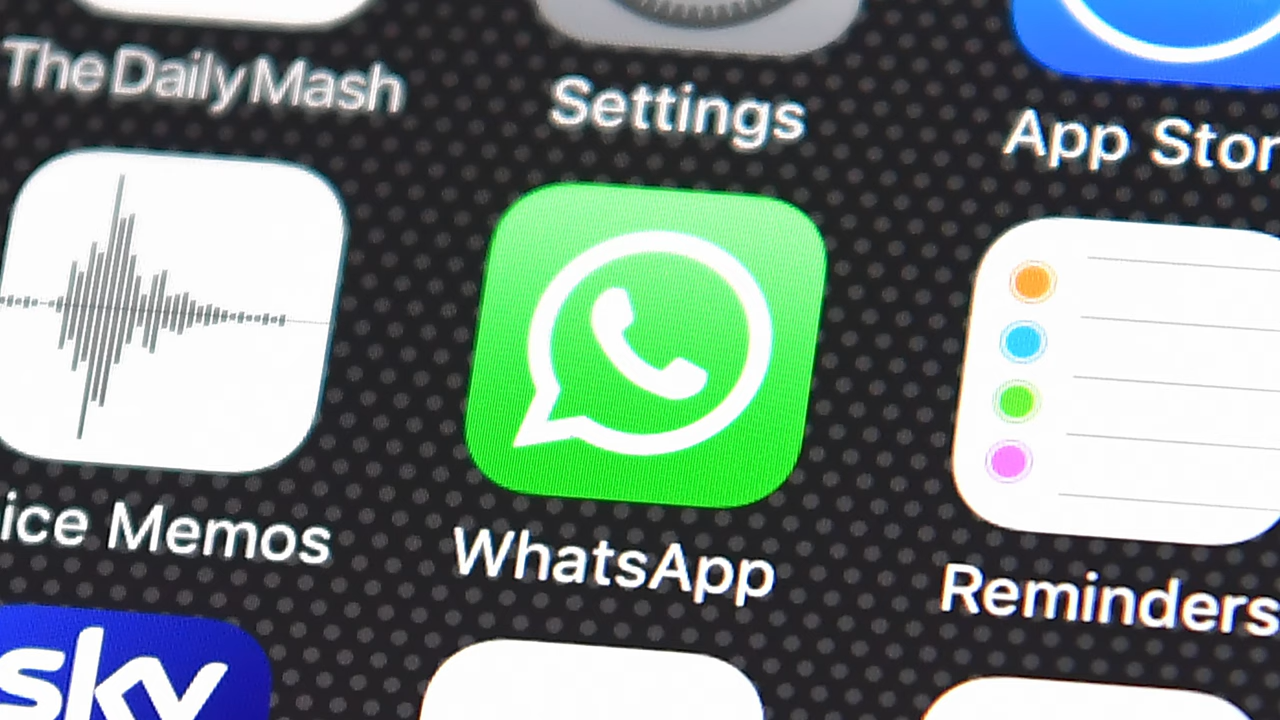 The Daily Mash
Settings
App Stor
ice Memos
WhatsApp
Reminders
sky